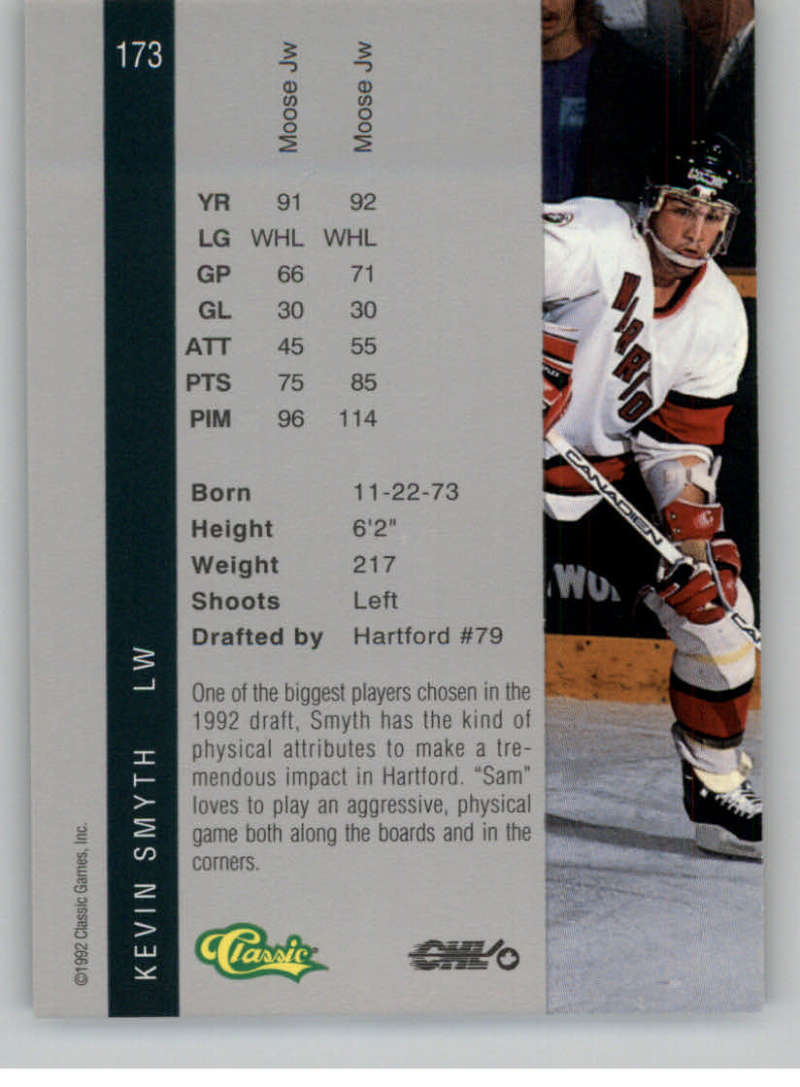 173
Moose Jw Moose Jw
YR 91 92
LG WHL WHL
GP 66 71
GL 30 30
ATT 45 55
PTS 75 85
PIM 96 114
Born 11-22-73
Height 6'2"
Weight 217
Shoots Left
Drafted by Hartford #79
One of the biggest players chosen in the
1992 draft, Smyth has the kind of
physical attributes to make a tre-
mendous impact in Hartford. "Sam"
loves to play an aggressive, physical
game both along the boards and in the
corners.
KEVIN SMYTH LW
©1992 Classic Games, Inc.
Classic
CHL
WARRIO
CANADIEN
CA
WO